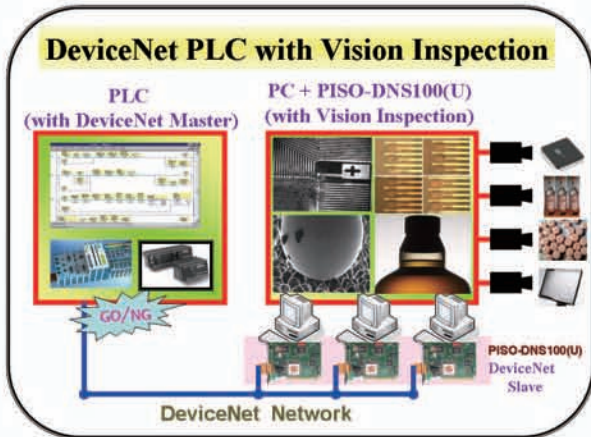 DeviceNet PLC with Vision Inspection
PLC
(with DeviceNet Master)
PC + PISO-DNS100(U)
(with Vision Inspection)
GO/NG
PISO-DNS100(U)
DeviceNet
Slave
DeviceNet Network